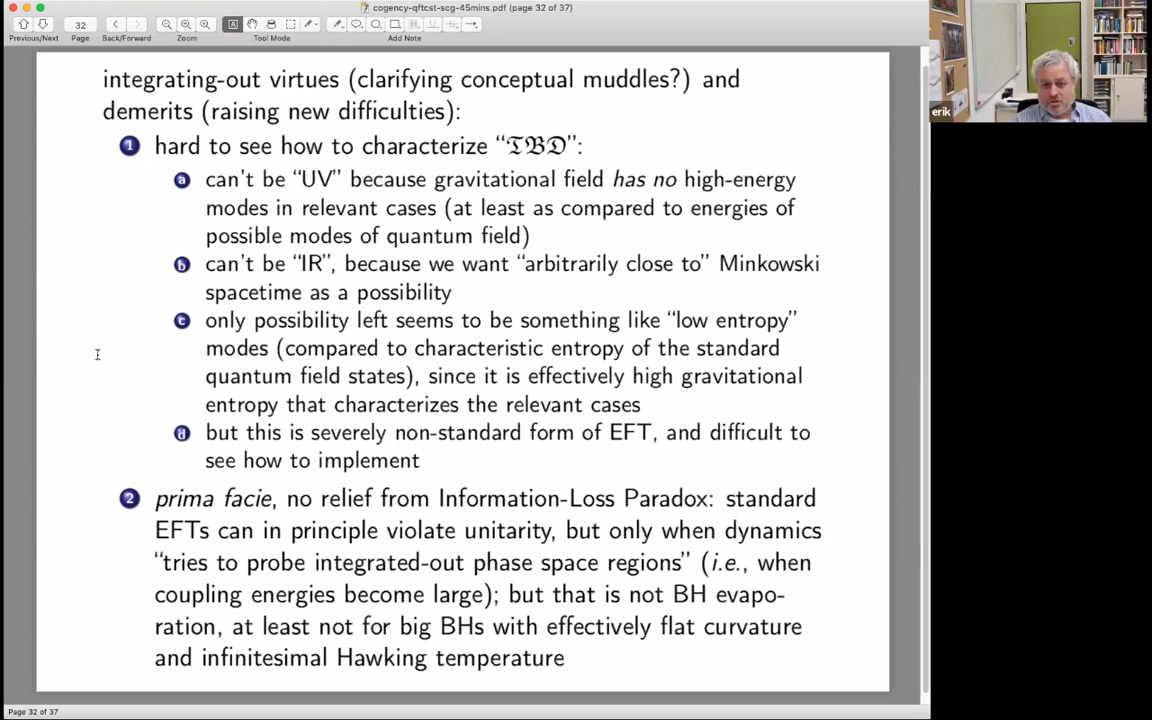 cogency-qftcst-scg-45mins.pdf (page 32 of 37)
32
Previous/Next Page Back/Forward Zoom Tool Mode Add Note
integrating-out virtues (clarifying conceptual muddles?) and
demerits (raising new difficulties):
1 hard to see how to characterize “𝔗𝔅𝔇”:
a can’t be “UV” because gravitational field has no high-energy
modes in relevant cases (at least as compared to energies of
possible modes of quantum field)
b can’t be “IR”, because we want “arbitrarily close to” Minkowski
spacetime as a possibility
c only possibility left seems to be something like “low entropy”
modes (compared to characteristic entropy of the standard
quantum field states), since it is effectively high gravitational
entropy that characterizes the relevant cases
d but this is severely non-standard form of EFT, and difficult to
see how to implement
2 prima facie, no relief from Information-Loss Paradox: standard
EFTs can in principle violate unitarity, but only when dynamics
“tries to probe integrated-out phase space regions” (i.e., when
coupling energies become large); but that is not BH evapo-
ration, at least not for big BHs with effectively flat curvature
and infinitesimal Hawking temperature
Page 32 of 37
erik